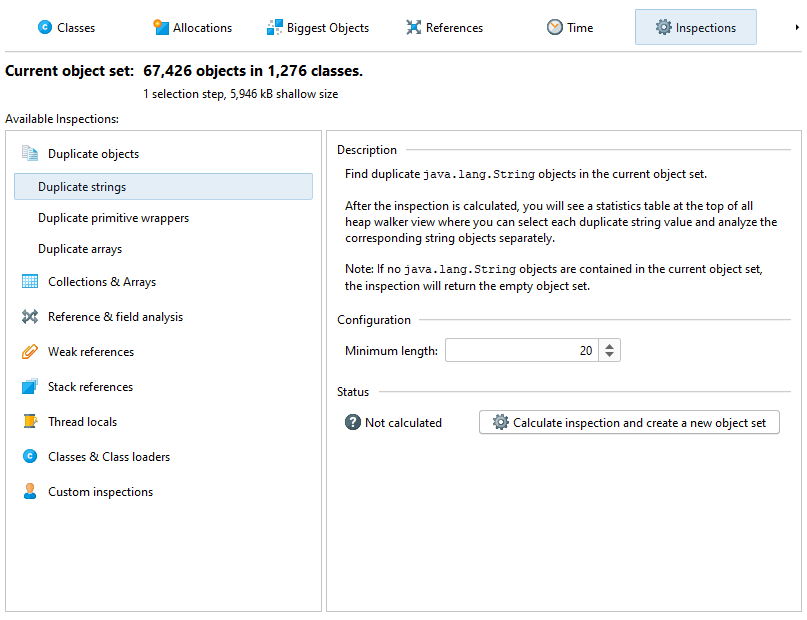 Classes Allocations Biggest Objects References Time Inspections
Current object set: 67,426 objects in 1,276 classes.
1 selection step, 5,946 kB shallow size
Available Inspections:
Duplicate objects
Duplicate strings
Duplicate primitive wrappers
Duplicate arrays
Collections & Arrays
Reference & field analysis
Weak references
Stack references
Thread locals
Classes & Class loaders
Custom inspections
Description
Find duplicate java.lang.String objects in the current object set.
After the inspection is calculated, you will see a statistics table at the top of all
heap walker view where you can select each duplicate string value and analyze the
corresponding string objects separately.
Note: If no java.lang.String objects are contained in the current object set,
the inspection will return the empty object set.
Configuration
Minimum length: 20
Status
Not calculated Calculate inspection and create a new object set